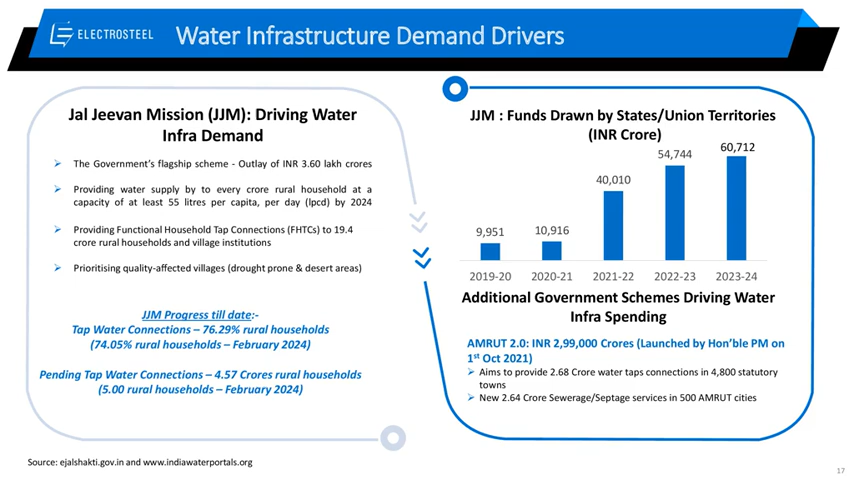 ELECTROSTEEL
Water Infrastructure Demand Drivers
Jal Jeevan Mission (JJM): Driving Water
Infra Demand
The Government's flagship scheme - Outlay of INR 3.60 lakh crores
Providing water supply by to every crore rural household at a
capacity of at least 55 litres per capita, per day (lpcd) by 2024
Providing Functional Household Tap Connections (FHTCs) to 19.4
crore rural households and village institutions
Prioritising quality-affected villages (drought prone & desert areas)
JJM Progress till date:-
Tap Water Connections – 76.29% rural households
(74.05% rural households – February 2024)
Pending Tap Water Connections – 4.57 Crores rural households
(5.00 rural households – February 2024)
JJM : Funds Drawn by States/Union Territories
(INR Crore)
9,951
10,916
40,010
54,744
60,712
2019-20 2020-21 2021-22 2022-23 2023-24
Additional Government Schemes Driving Water
Infra Spending
AMRUT 2.0: INR 2,99,000 Crores (Launched by Hon'ble PM on
1st Oct 2021)
Aims to provide 2.68 Crore water taps connections in 4,800 statutory
towns
New 2.64 Crore Sewerage/Septage services in 500 AMRUT cities
Source: ejalshakti.gov.in and www.indiawaterportals.org
17